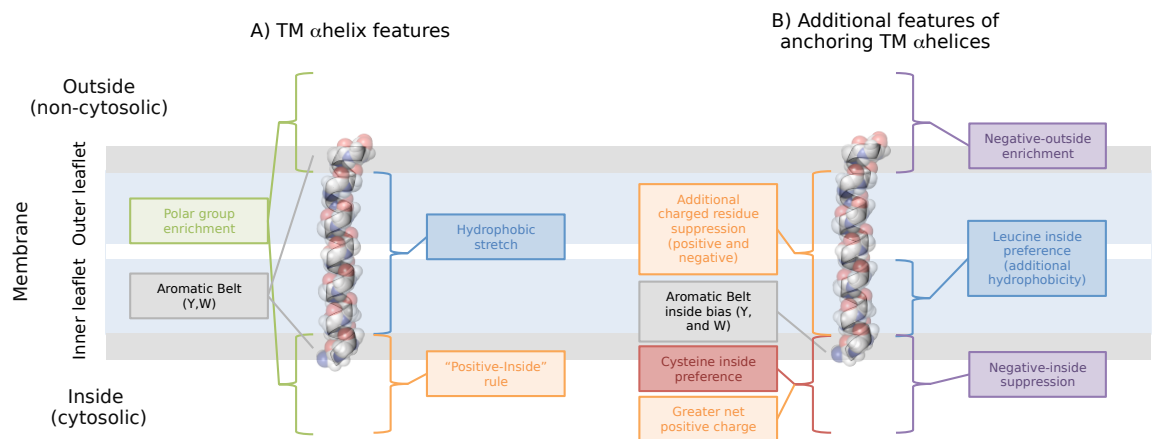 A) TM αhelix features
B) Additional features of
anchoring TM αhelices
Outside
(non-cytosolic)
Membrane
Outer leaflet
Inner leaflet
Inside
(cytosolic)
Polar group
enrichment
Aromatic Belt
(Y,W)
Hydrophobic
stretch
“Positive-Inside”
rule
Additional
charged residue
suppression
(positive and
negative)
Aromatic Belt
inside bias (Y,
and W)
Cysteine inside
preference
Greater net
positive charge
Negative-outside
enrichment
Leucine inside
preference
(additional
hydrophobicity)
Negative-inside
suppression